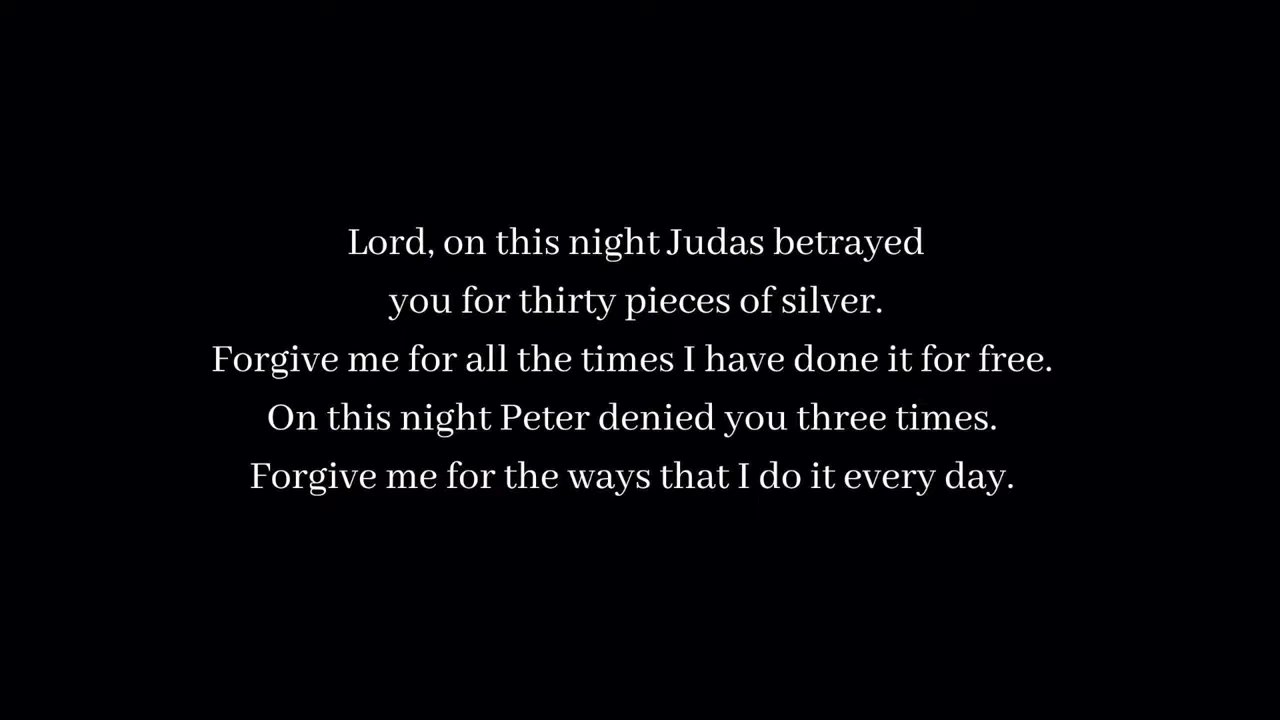 Lord, on this night Judas betrayed
you for thirty pieces of silver.
Forgive me for all the times I have done it for free.
On this night Peter denied you three times.
Forgive me for the ways that I do it every day.